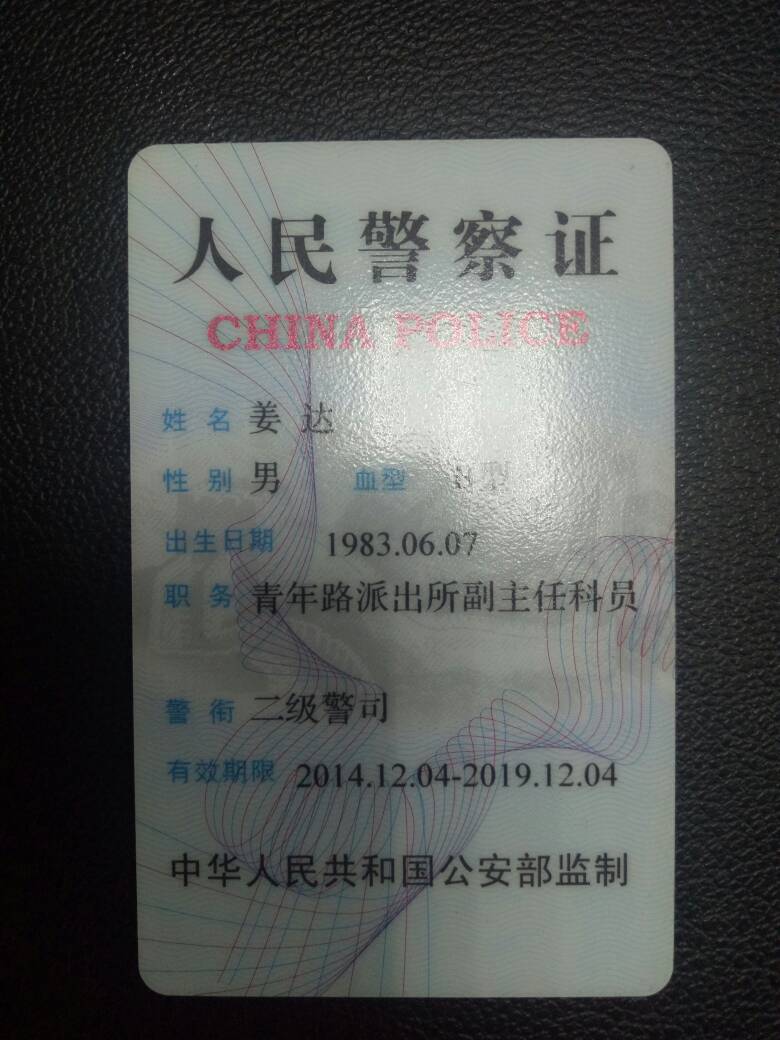 人民警察证
CHINA POLICE
姓名 姜达
性别 男 血型 B型
出生日期 1983.06.07
职务 青年路派出所副主任科员
警衔 二级警司
有效期限 2014.12.04-2019.12.04
中华人民共和国公安部监制